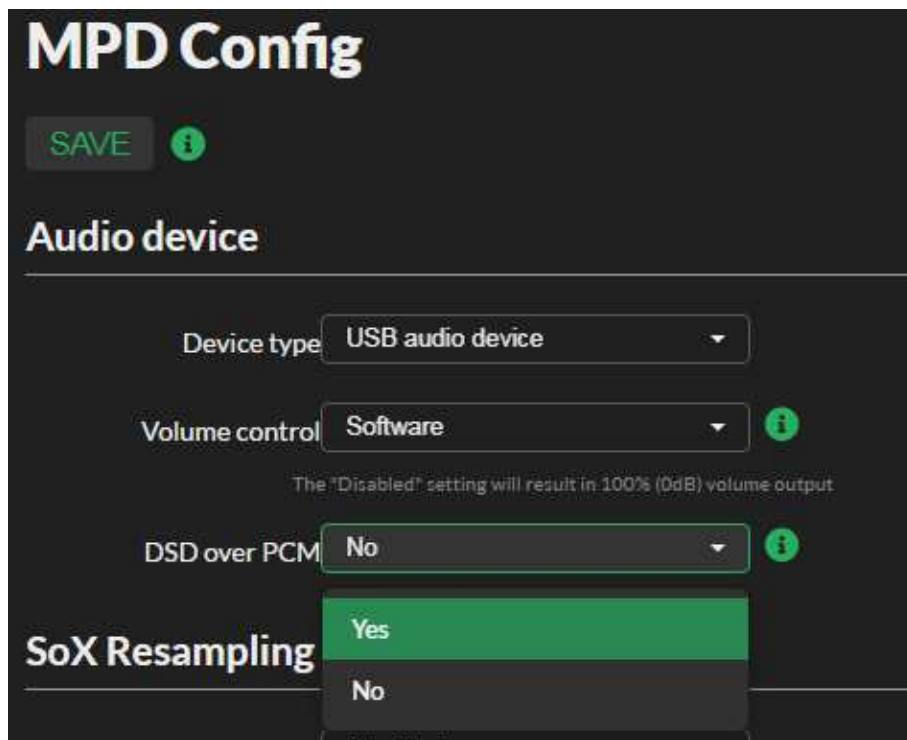 MPD Config
SAVE
Audio device
Device type USB audio device
Volume control Software
The "Disabled" setting will result in 100% (0dB) volume output
DSD over PCM No
Yes
SoX Resampling
No